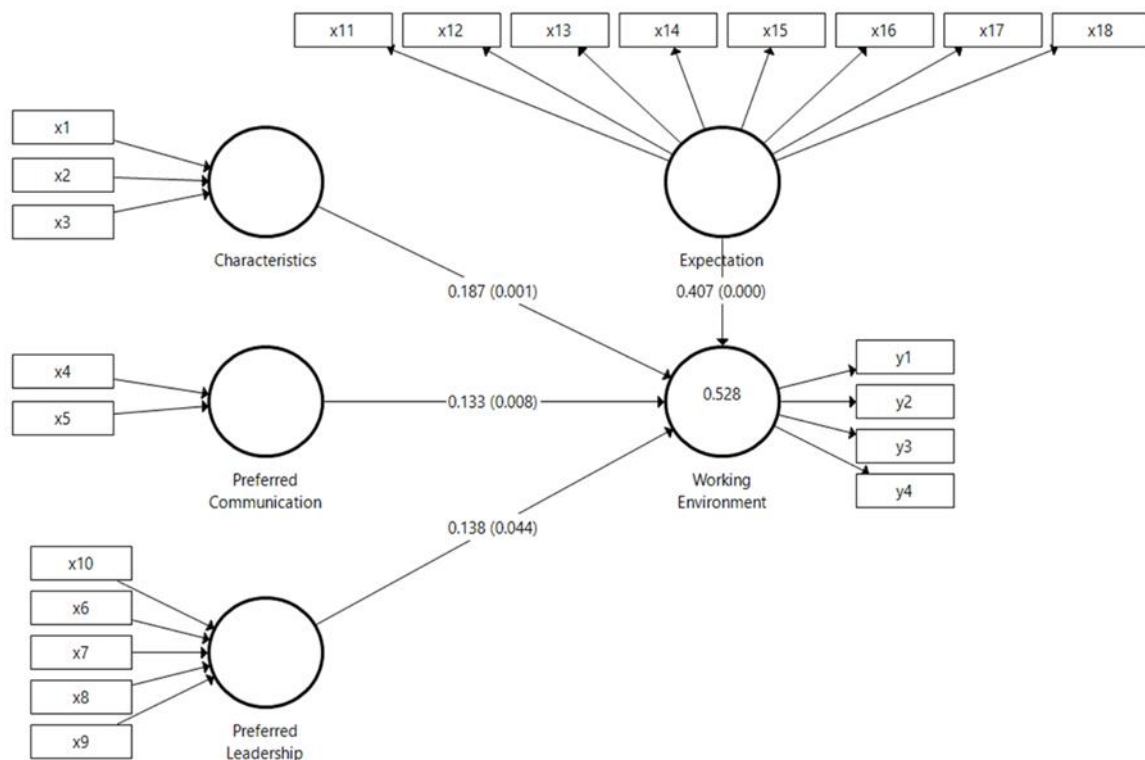 x11 x12 x13 x14 x15 x16 x17 x18
x1
x2
x3
Characteristics
Expectation
0.187 (0.001)
0.407 (0.000)
x4
x5
Preferred
Communication
0.133 (0.008)
0.528
Working
Environment
y1
y2
y3
y4
0.138 (0.044)
x10
x6
x7
x8
x9
Preferred
Leadership